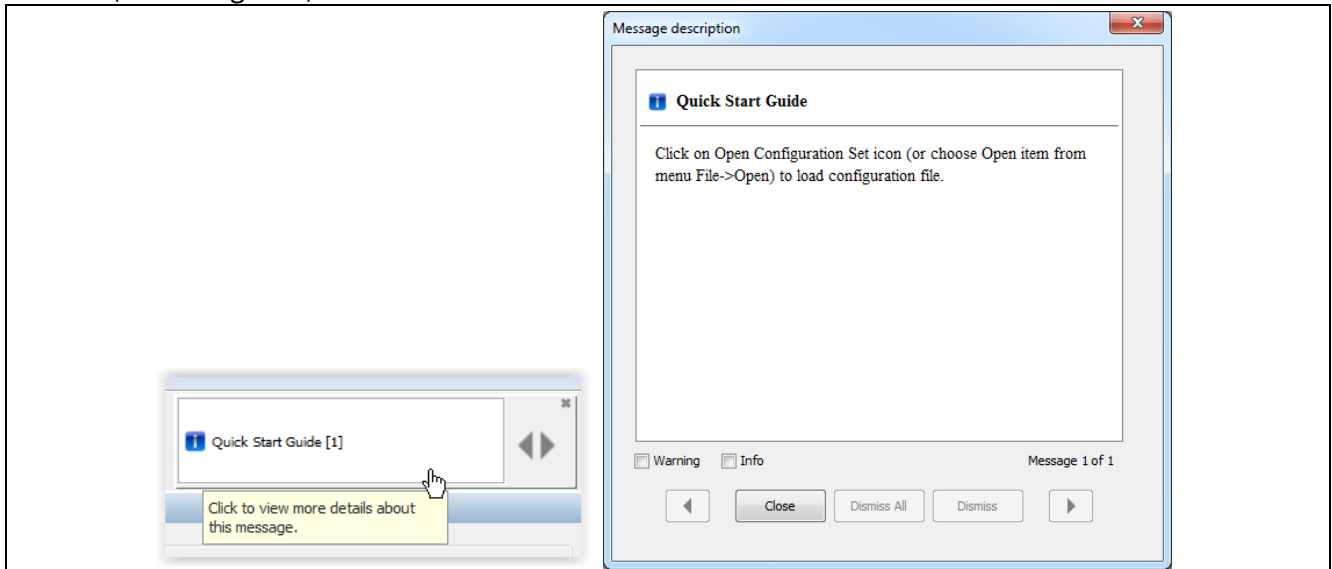 Message description
Quick Start Guide
Click on Open Configuration Set icon (or choose Open item from
menu File->Open) to load configuration file.
Warning Info Message 1 of 1
Close Dismiss All Dismiss
Quick Start Guide [1]
Click to view more details about
this message.